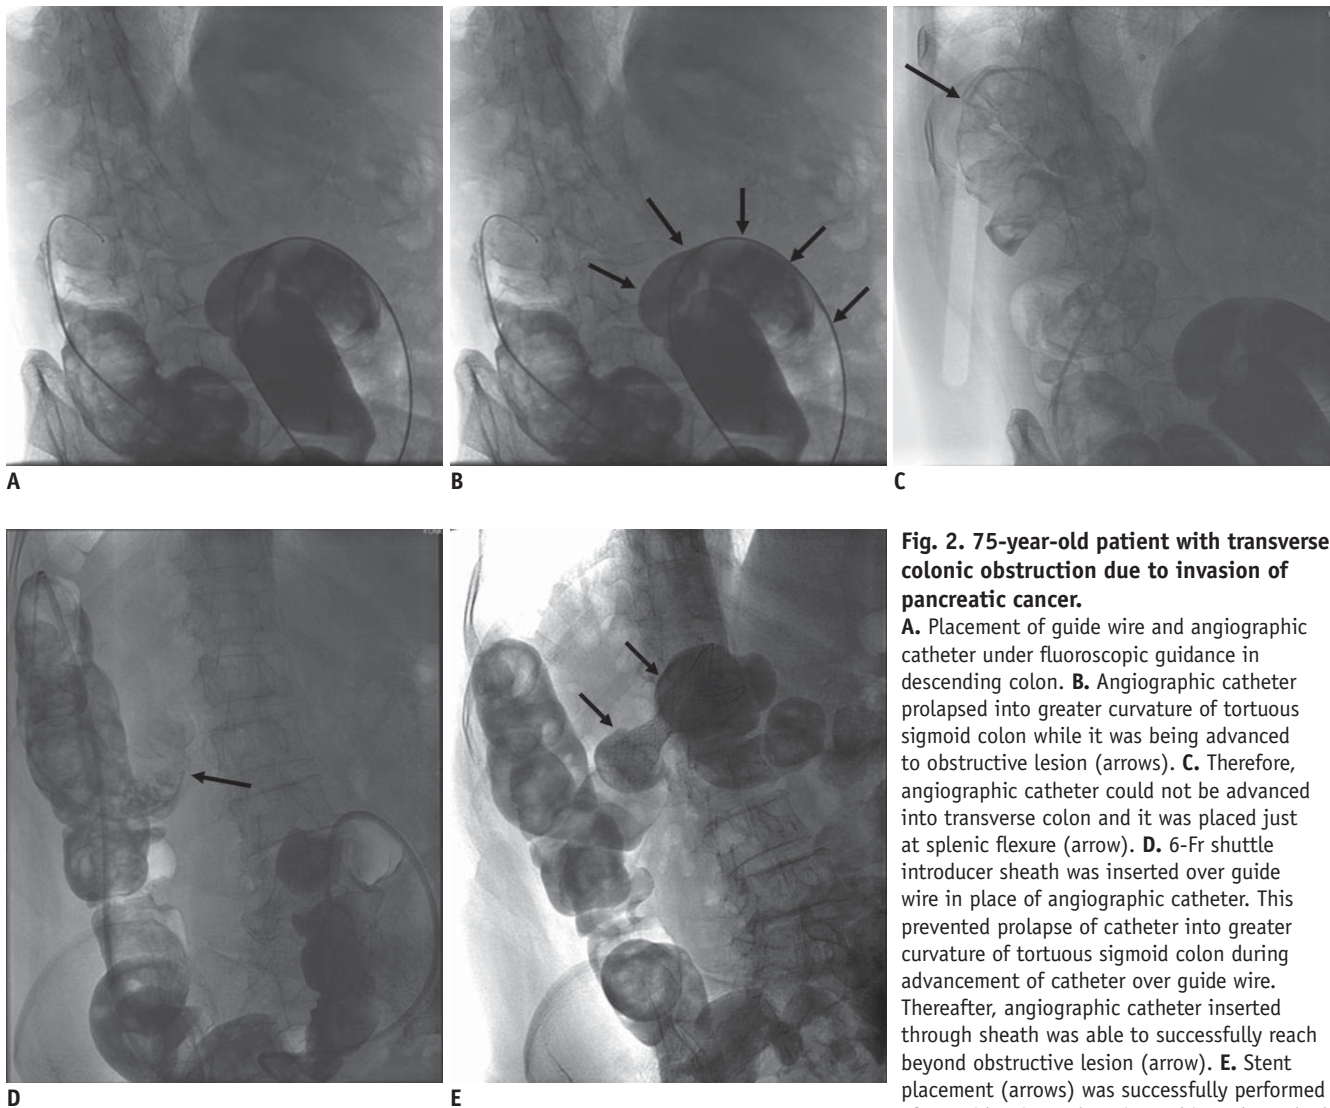 A
B
C
D
E
Fig. 2. 75-year-old patient with transverse
colonic obstruction due to invasion of
pancreatic cancer.
A. Placement of guide wire and angiographic
catheter under fluoroscopic guidance in
descending colon. B. Angiographic catheter
prolapsed into greater curvature of tortuous
sigmoid colon while it was being advanced
to obstructive lesion (arrows). C. Therefore,
angiographic catheter could not be advanced
into transverse colon and it was placed just
at splenic flexure (arrow). D. 6-Fr shuttle
introducer sheath was inserted over guide
wire in place of angiographic catheter. This
prevented prolapse of catheter into greater
curvature of tortuous sigmoid colon during
advancement of catheter over guide wire.
Thereafter, angiographic catheter inserted
through sheath was able to successfully reach
beyond obstructive lesion (arrow). E. Stent
placement (arrows) was successfully performed